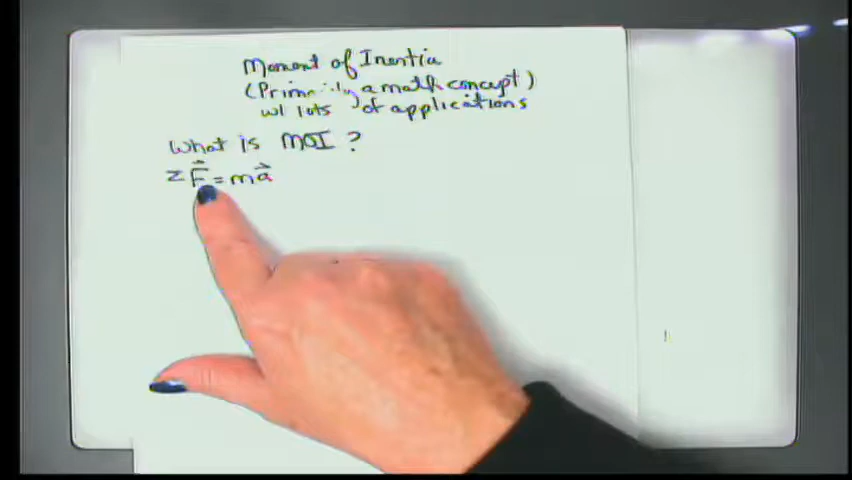 Moment of Inertia
(Primarily a math concept)
w/ lots of applications
What is MOI?
ΣF⃗ = ma⃗